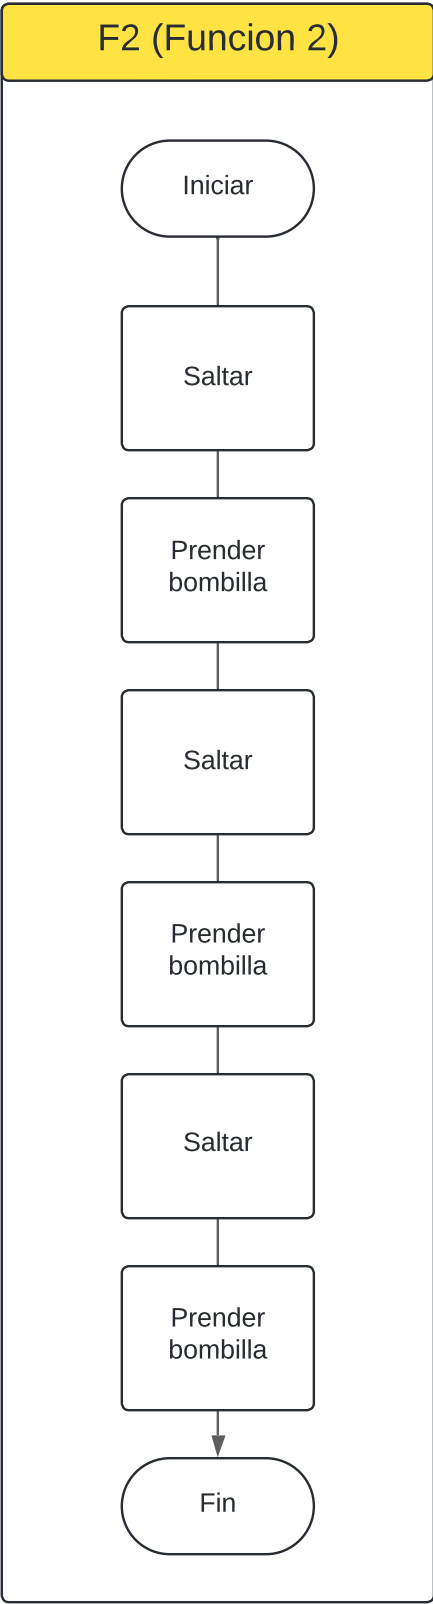 F2 (Funcion 2)
Iniciar
Saltar
Prender
bombilla
Saltar
Prender
bombilla
Saltar
Prender
bombilla
Fin